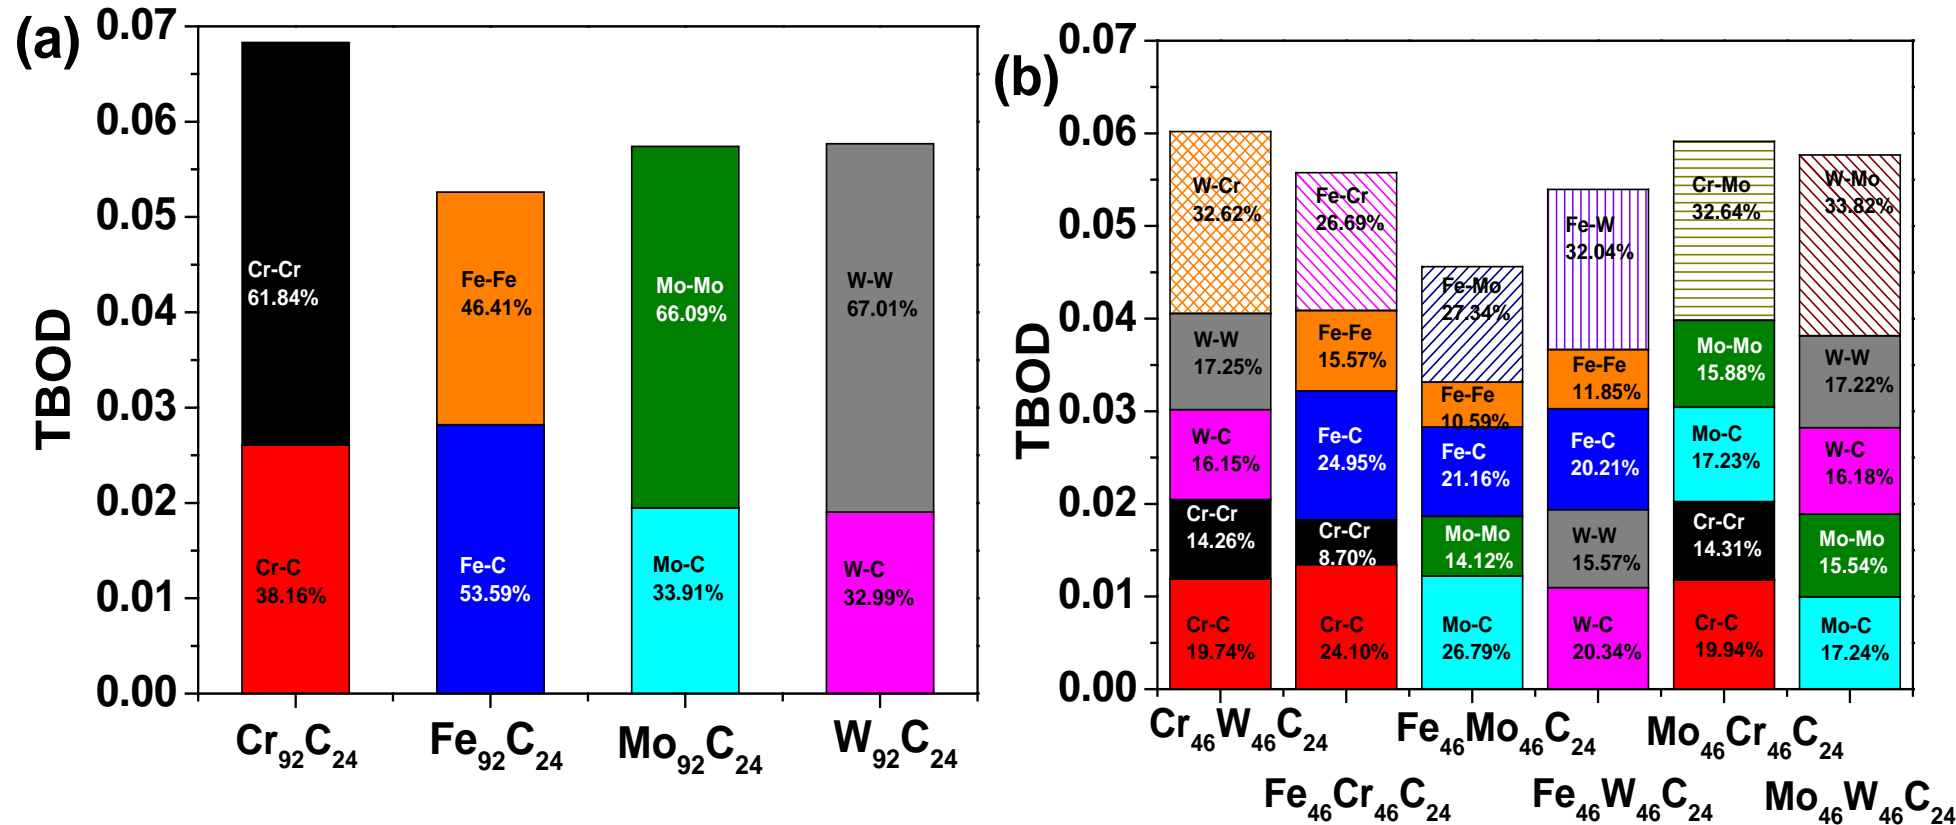 (a)
TBOD
0.07
0.06
0.05
0.04
0.03
0.02
0.01
0.00
Cr-Cr
61.84%
Cr-C
38.16%
Fe-Fe
46.41%
Fe-C
53.59%
Mo-Mo
66.09%
Mo-C
33.91%
W-W
67.01%
W-C
32.99%
Cr₉₂C₂₄
Fe₉₂C₂₄
Mo₉₂C₂₄
W₉₂C₂₄
(b)
TBOD
0.07
0.06
0.05
0.04
0.03
0.02
0.01
0.00
W-Cr
32.62%
W-W
17.25%
W-C
16.15%
Cr-Cr
14.26%
Cr-C
19.74%
Fe-Cr
26.69%
Fe-Fe
15.57%
Fe-C
24.95%
Cr-Cr
8.70%
Cr-C
24.10%
Fe-Mo
27.34%
Fe-Fe
10.59%
Fe-C
21.16%
Mo-Mo
14.12%
Mo-C
26.79%
Fe-W
32.04%
Fe-Fe
11.85%
Fe-C
20.21%
W-W
15.57%
W-C
20.34%
Cr-Mo
32.64%
Mo-Mo
15.88%
Mo-C
17.23%
Cr-Cr
14.31%
Cr-C
19.94%
W-Mo
33.82%
W-W
17.22%
W-C
16.18%
Mo-Mo
15.54%
Mo-C
17.24%
Cr₄₆W₄₆C₂₄
Fe₄₆Mo₄₆C₂₄
Mo₄₆Cr₄₆C₂₄
Fe₄₆Cr₄₆C₂₄
Fe₄₆W₄₆C₂₄
Mo₄₆W₄₆C₂₄